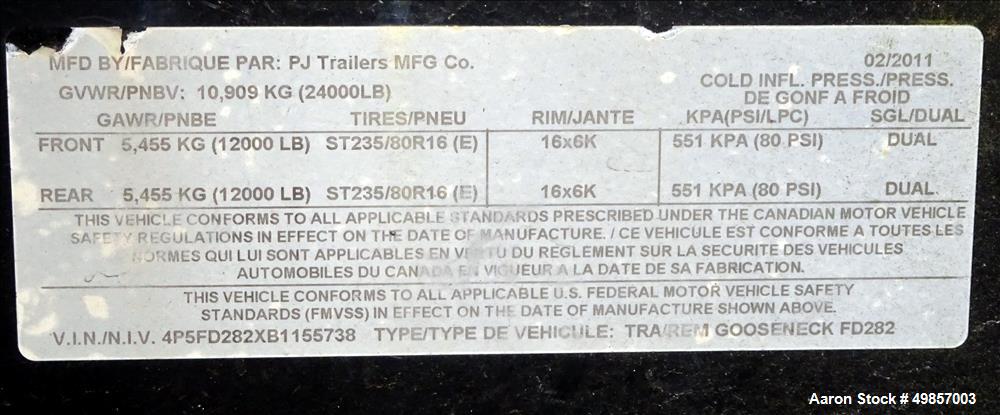 MFD BY/FABRIQUE PAR: PJ Trailers MFG Co. 02/2011
GVWR/PNBV: 10,909 KG (24000LB) COLD INFL. PRESS./PRESS.
DE GONF A FROID
GAWR/PNBE TIRES/PNEU RIM/JANTE KPA(PSI/LPC) SGL/DUAL
FRONT 5,455 KG (12000 LB) ST235/80R16 (E) 16x6K 551 KPA (80 PSI) DUAL
REAR 5,455 KG (12000 LB) ST235/80R16 (E) 16x6K 551 KPA (80 PSI) DUAL
THIS VEHICLE CONFORMS TO ALL APPLICABLE STANDARDS PRESCRIBED UNDER THE CANADIAN MOTOR VEHICLE
SAFETY REGULATIONS IN EFFECT ON THE DATE OF MANUFACTURE. / CE VEHICULE EST CONFORME A TOUTES LES
NORMES QUI LUI SONT APPLICABLES EN VERTU DU REGLEMENT SUR LA SECURITE DES VEHICULES
AUTOMOBILES DU CANADA EN VIGUEUR A LA DATE DE SA FABRICATION.
THIS VEHICLE CONFORMS TO ALL APPLICABLE U.S. FEDERAL MOTOR VEHICLE SAFETY
STANDARDS (FMVSS) IN EFFECT ON THE DATE OF MANUFACTURE SHOWN ABOVE.
V.I.N./N.I.V. 4P5FD282XB1155738 TYPE/TYPE DE VEHICULE: TRA/REM GOOSENECK FD282
Aaron Stock # 49857003